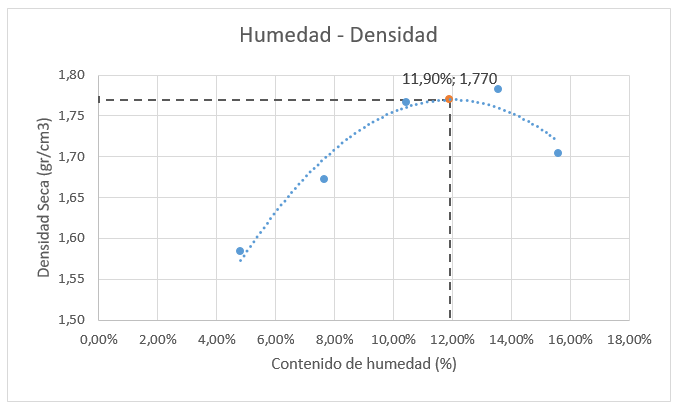 Humedad - Densidad
11,90%; 1,770
1,80
1,75
1,70
1,65
1,60
1,55
1,50
Densidad Seca (gr/cm3)
0,00% 2,00% 4,00% 6,00% 8,00% 10,00% 12,00% 14,00% 16,00% 18,00%
Contenido de humedad (%)